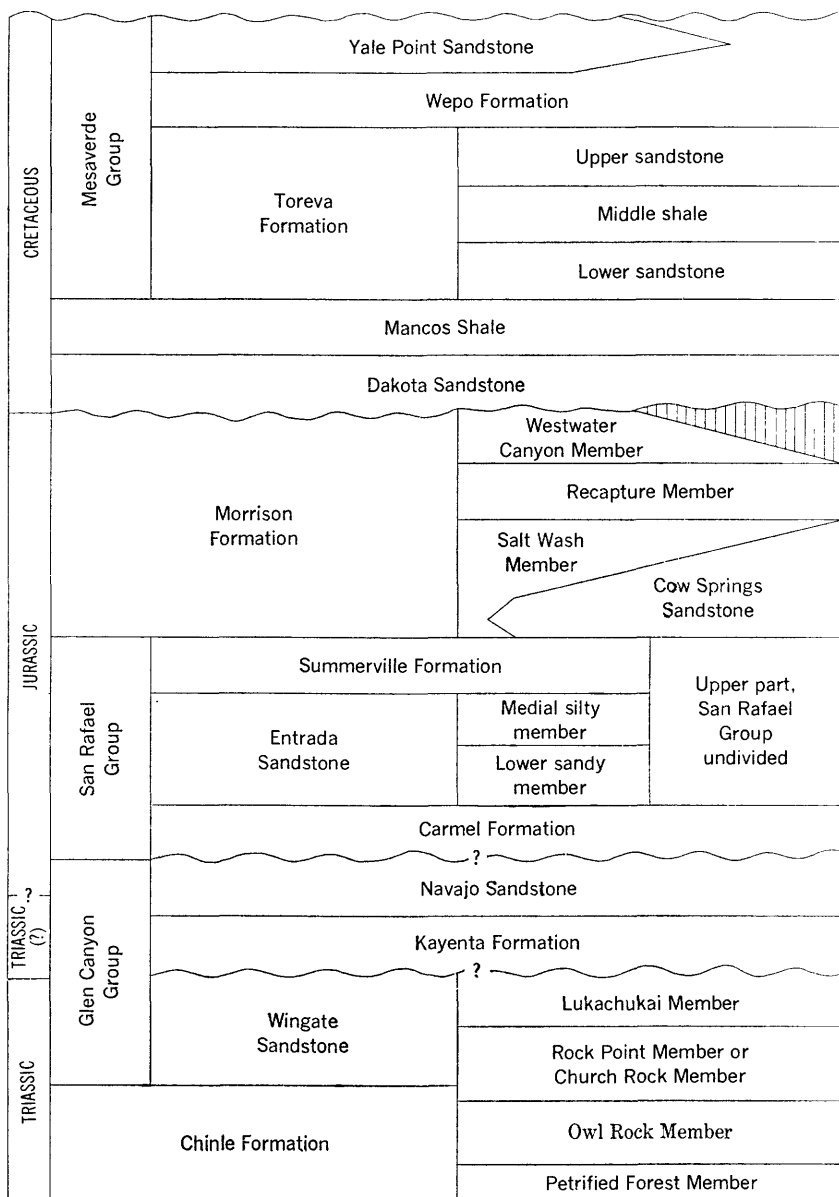 CRETACEOUS
Mesaverde
Group
Yale Point Sandstone
Wepo Formation
Toreva
Formation
Upper sandstone
Middle shale
Lower sandstone
Mancos Shale
Dakota Sandstone
JURASSIC
Morrison
Formation
Westwater
Canyon Member
Recapture Member
Salt Wash
Member
Cow Springs
Sandstone
San Rafael
Group
Summerville Formation
Entrada
Sandstone
Medial silty
member
Lower sandy
member
Upper part,
San Rafael
Group
undivided
Carmel Formation
?
?
TRIASSIC
(?)
Glen Canyon
Group
Navajo Sandstone
Kayenta Formation
?
TRIASSIC
Wingate
Sandstone
Lukachukai Member
Rock Point Member or
Church Rock Member
Chinle Formation
Owl Rock Member
Petrified Forest Member